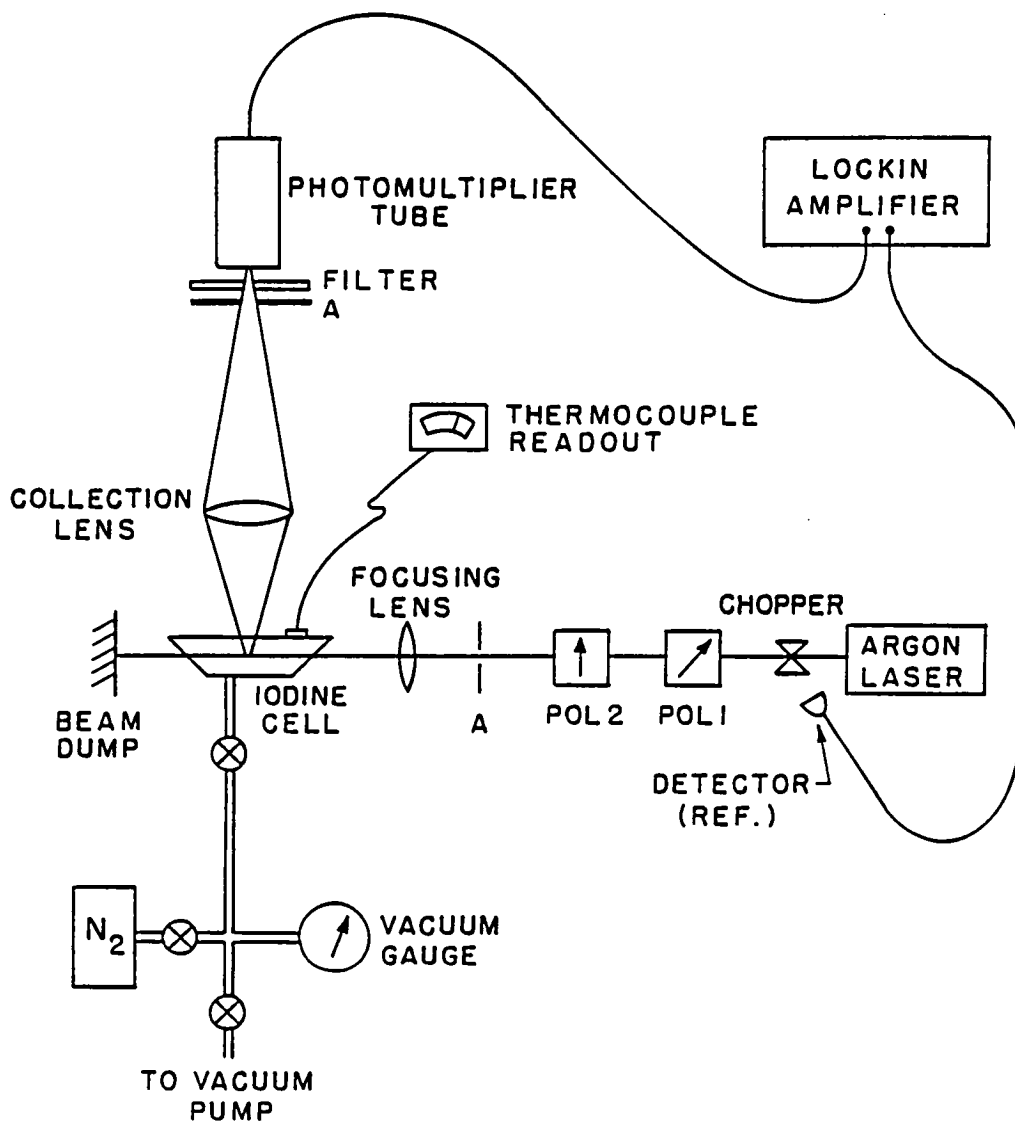 PHOTOMULTIPLIER
TUBE
LOCKIN
AMPLIFIER
FILTER
A
THERMOCOUPLE
READOUT
COLLECTION
LENS
FOCUSING
LENS
CHOPPER
ARGON
LASER
IODINE
CELL
A
POL 2
POL 1
BEAM
DUMP
DETECTOR
(REF.)
N2
VACUUM
GAUGE
TO VACUUM
PUMP